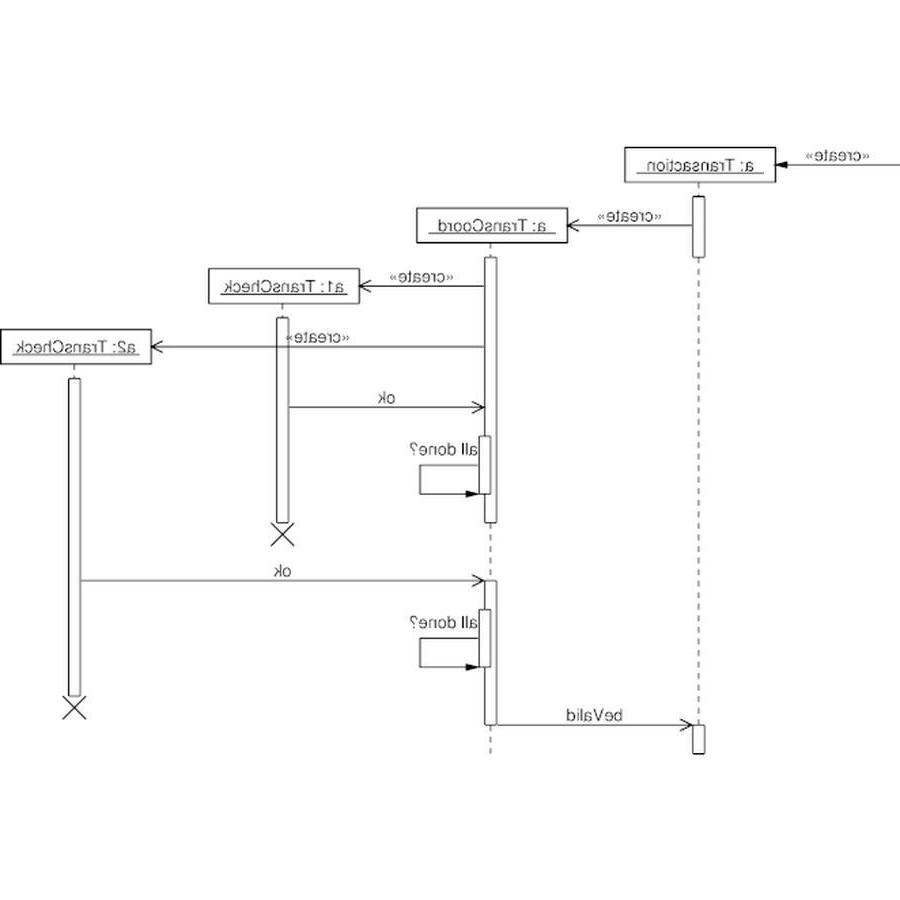 «create»
a: Transaction
«create»
a: TransCoord
«create»
a1: TransCheck
«create»
a2: TransCheck
ok
all done?
ok
all done?
beValid